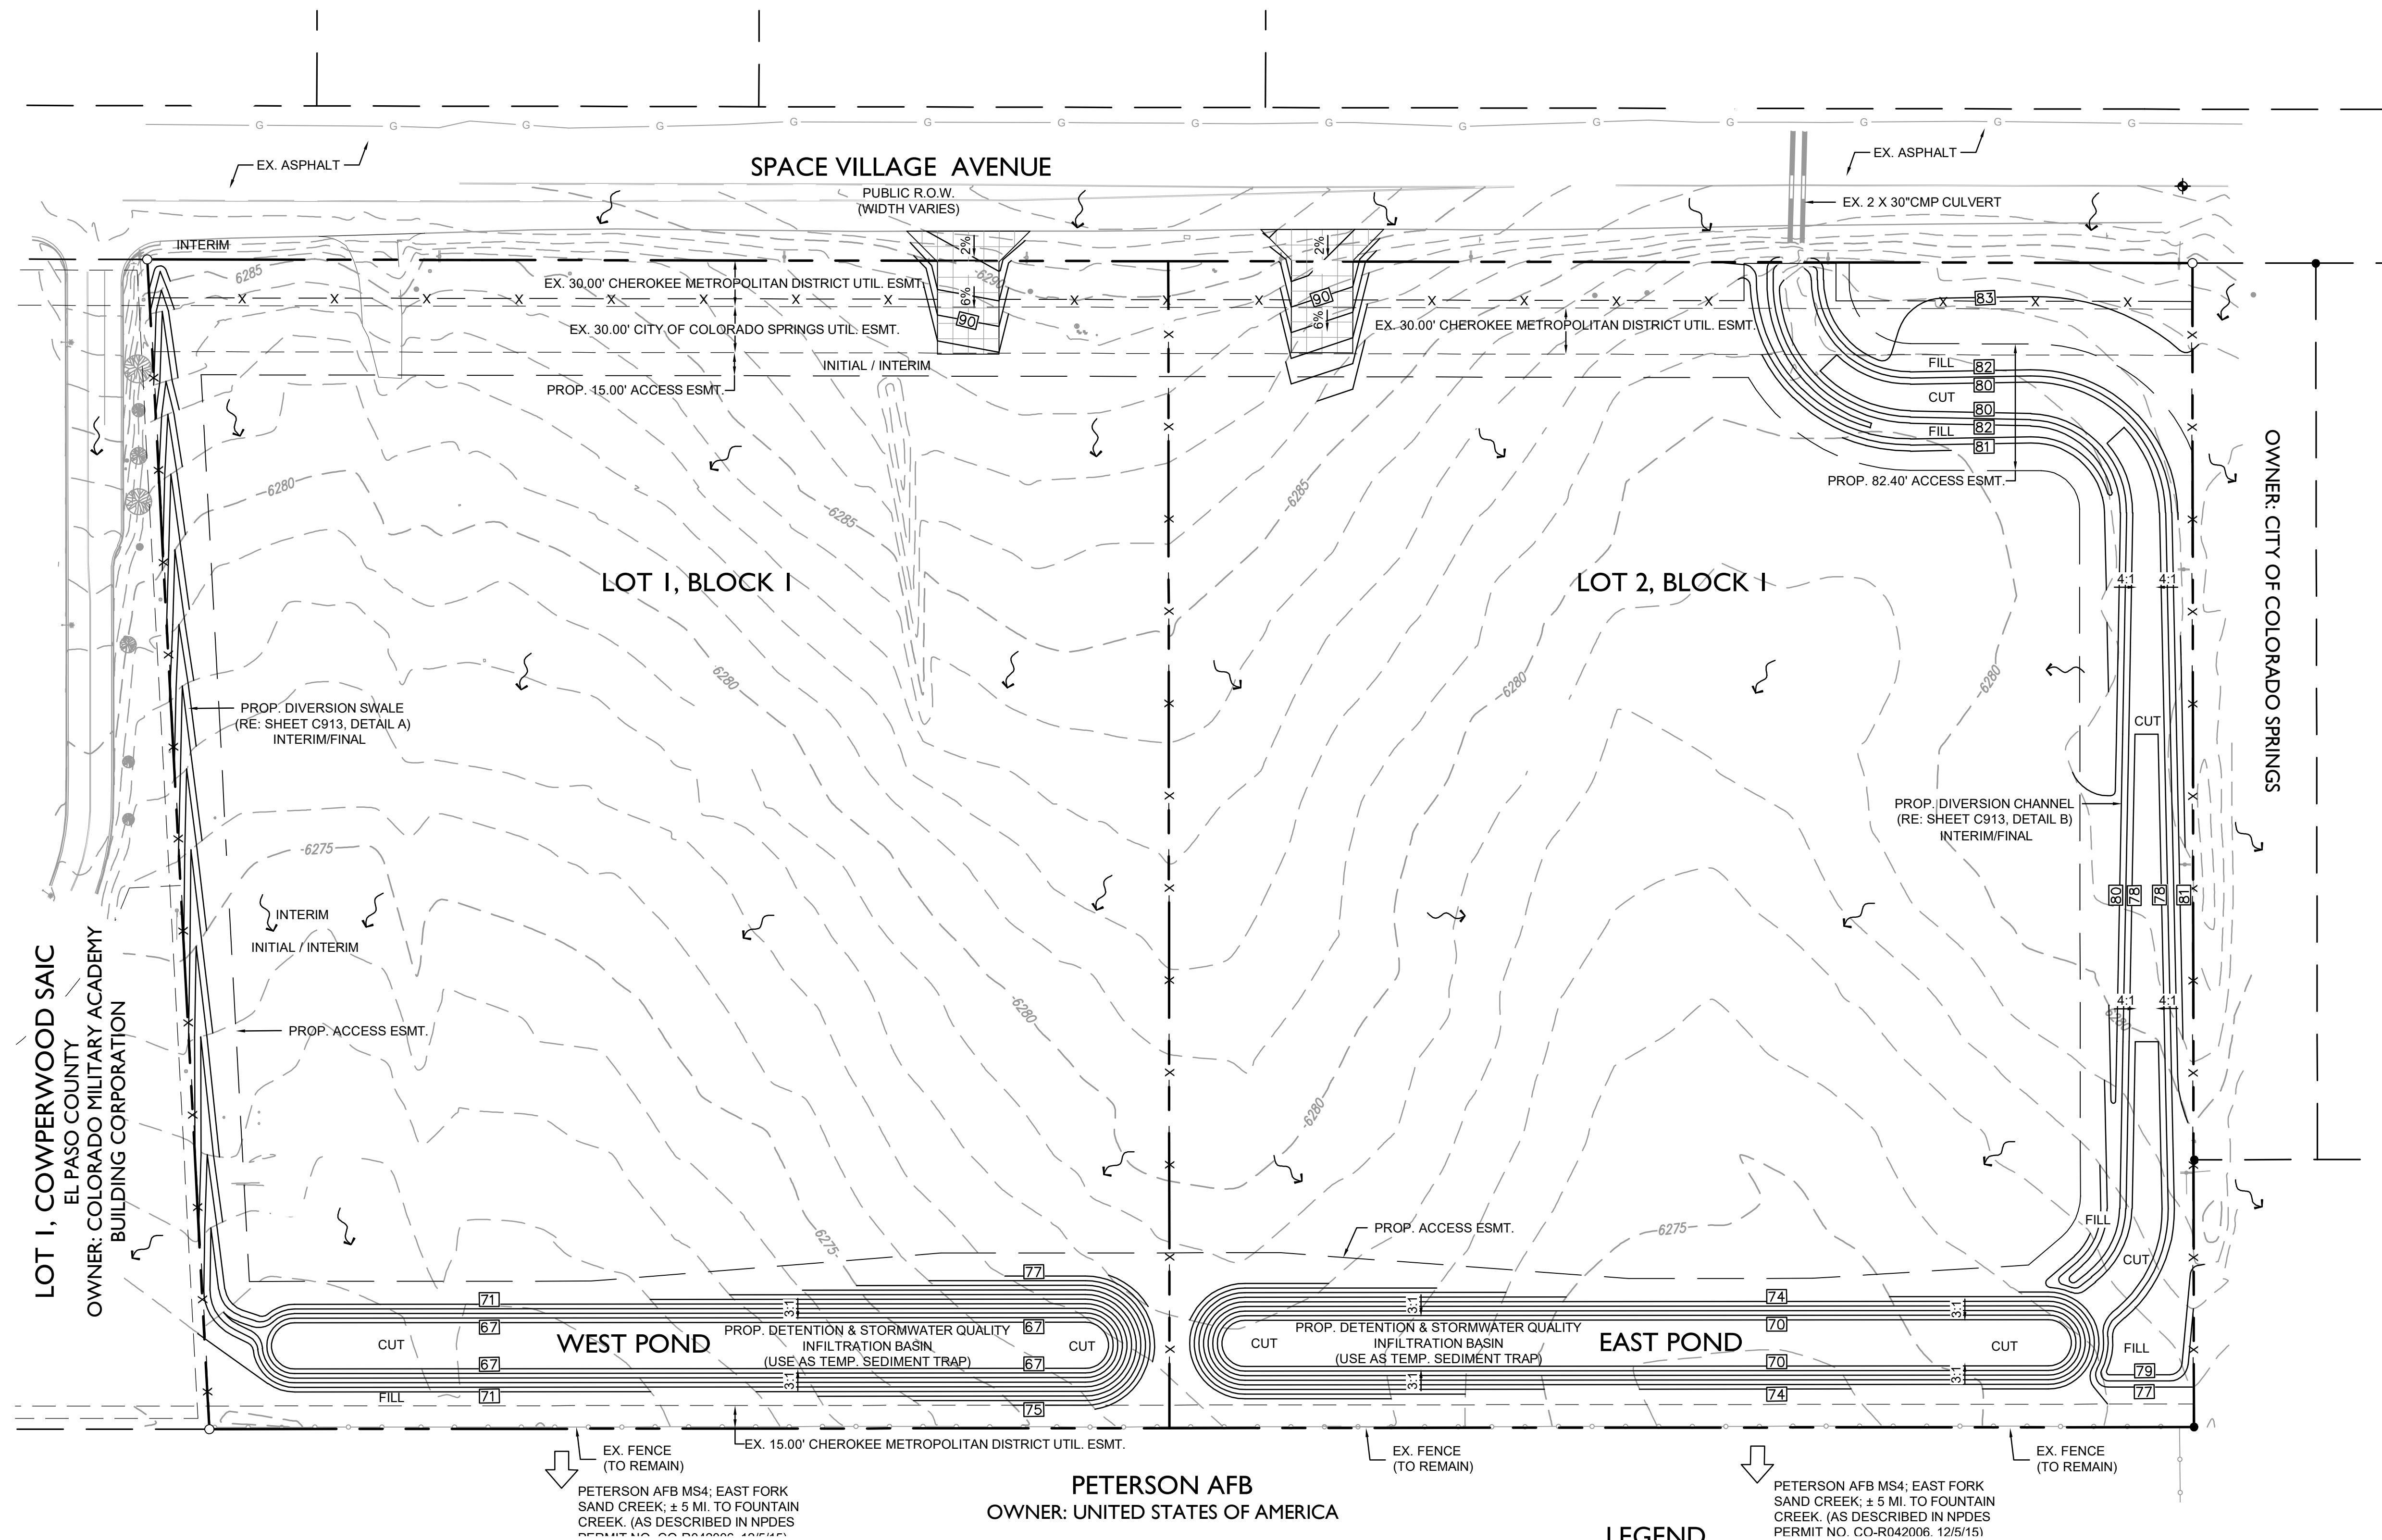 G G G G G G G G G G G G G G G
EX. ASPHALT
SPACE VILLAGE AVENUE
EX. ASPHALT
PUBLIC R.O.W.
(WIDTH VARIES)
EX. 2 X 30"CMP CULVERT
INTERIM
2%
2%
6285
6290
EX. 30.00' CHEROKEE METROPOLITAN DISTRICT UTIL. ESMT.
6%
90
90
6%
83
EX. 30.00' CITY OF COLORADO SPRINGS UTIL. ESMT.
EX. 30.00' CHEROKEE METROPOLITAN DISTRICT UTIL. ESMT.
INITIAL / INTERIM
PROP. 15.00' ACCESS ESMT.
FILL
82
80
CUT
80
82
FILL
81
PROP. 82.40' ACCESS ESMT.
6280
6285
6285
LOT 1, BLOCK 1
LOT 2, BLOCK 1
4:1
4:1
OWNER: CITY OF COLORADO SPRINGS
6280
6280
6280
PROP. DIVERSION SWALE
(RE: SHEET C913, DETAIL A)
INTERIM/FINAL
CUT
PROP. DIVERSION CHANNEL
(RE: SHEET C913, DETAIL B)
INTERIM/FINAL
6275
80
78
78
81
INTERIM
INITIAL / INTERIM
LOT 1, COWPERWOOD SAIC
EL PASO COUNTY
OWNER: COLORADO MILITARY ACADEMY
BUILDING CORPORATION
6280
4:1
4:1
6280
PROP. ACCESS ESMT.
6280
6275
PROP. ACCESS ESMT.
6275
FILL
CUT
77
71
3:1
3:1
74
3:1
67
67
70
CUT
WEST POND
PROP. DETENTION & STORMWATER QUALITY
INFILTRATION BASIN
(USE AS TEMP. SEDIMENT TRAP)
CUT
CUT
PROP. DETENTION & STORMWATER QUALITY
INFILTRATION BASIN
(USE AS TEMP. SEDIMENT TRAP)
EAST POND
CUT
FILL
67
67
70
79
FILL
71
3:1
3:1
74
3:1
77
75
EX. 15.00' CHEROKEE METROPOLITAN DISTRICT UTIL. ESMT.
EX. FENCE
(TO REMAIN)
EX. FENCE
(TO REMAIN)
EX. FENCE
(TO REMAIN)
PETERSON AFB
OWNER: UNITED STATES OF AMERICA
PETERSON AFB MS4; EAST FORK
SAND CREEK; ± 5 MI. TO FOUNTAIN
CREEK. (AS DESCRIBED IN NPDES
PERMIT NO. CO-R042006, 12/5/15)
PETERSON AFB MS4; EAST FORK
SAND CREEK; ± 5 MI. TO FOUNTAIN
CREEK. (AS DESCRIBED IN NPDES
PERMIT NO. CO-R042006, 12/5/15)
LEGEND